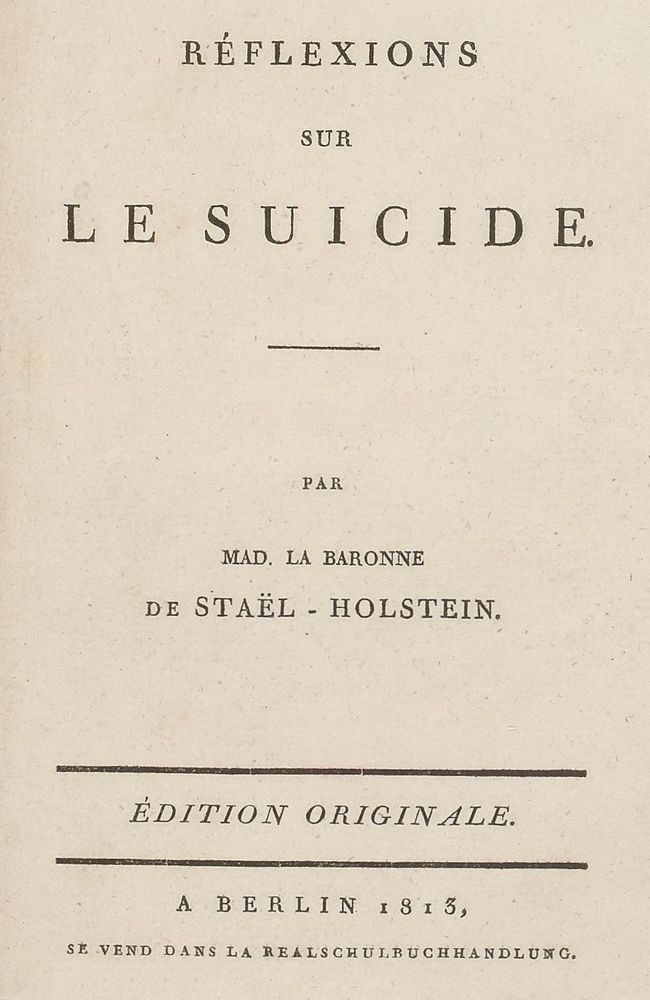 RÉFLEXIONS
SUR
LE SUICIDE.
PAR
MAD. LA BARONNE
DE STAËL - HOLSTEIN.
ÉDITION ORIGINALE.
A BERLIN 1813,
SE VEND DANS LA REALSCHULBUCHHANDLUNG.